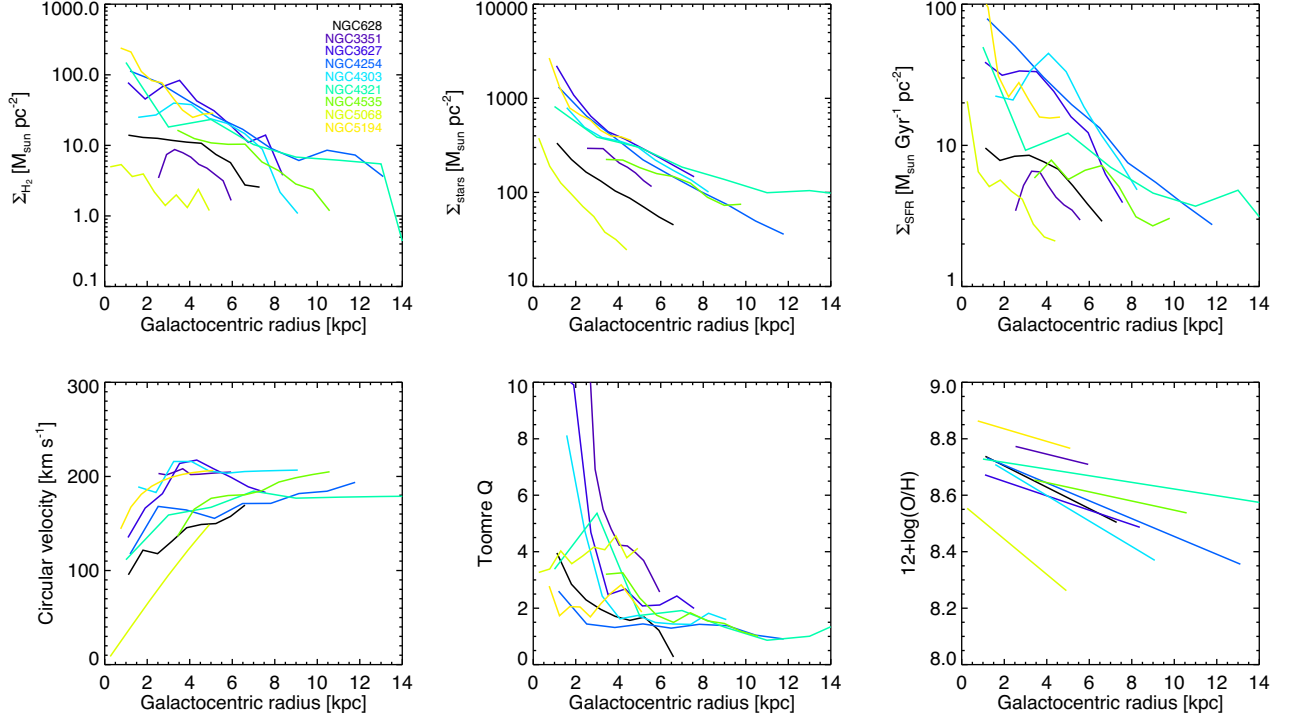 1000.0
100.0
10.0
1.0
0.1
Σ_H₂ [M_sun pc⁻²]
NGC628
NGC3351
NGC3627
NGC4254
NGC4303
NGC4321
NGC4535
NGC5068
NGC5194
0 2 4 6 8 10 12 14
Galactocentric radius [kpc]
10000
1000
100
10
Σ_stars [M_sun pc⁻²]
0 2 4 6 8 10 12 14
Galactocentric radius [kpc]
100
10
1
Σ_SFR [M_sun Gyr⁻¹ pc⁻²]
0 2 4 6 8 10 12 14
Galactocentric radius [kpc]
300
200
100
0
Circular velocity [km s⁻¹]
0 2 4 6 8 10 12 14
Galactocentric radius [kpc]
10
8
6
4
2
0
Toomre Q
0 2 4 6 8 10 12 14
Galactocentric radius [kpc]
9.0
8.8
8.6
8.4
8.2
8.0
12+log(O/H)
0 2 4 6 8 10 12 14
Galactocentric radius [kpc]